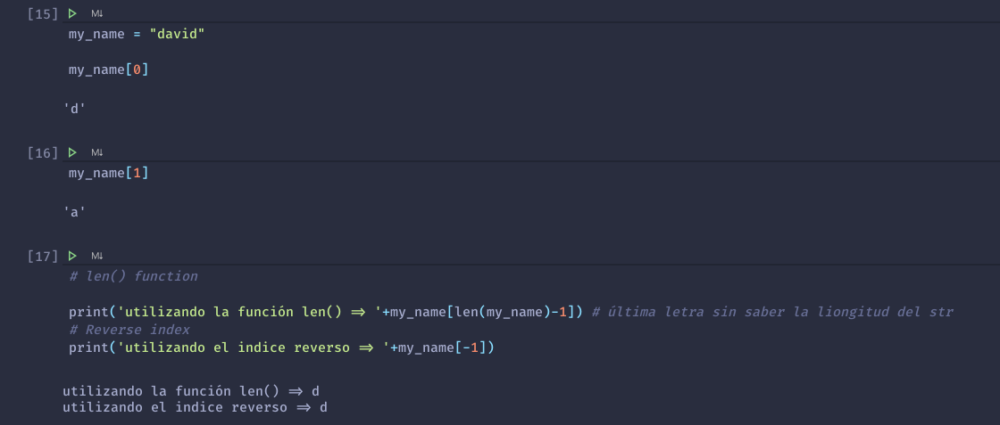 [15] M↓
my_name = "david"
my_name[0]
'd'
[16] M↓
my_name[1]
'a'
[17] M↓
# len() function
print('utilizando la función len() => '+my_name[len(my_name)-1]) # última letra sin saber la liongitud del str
# Reverse index
print('utilizando el indice reverso => '+my_name[-1])
utilizando la función len() => d
utilizando el indice reverso => d